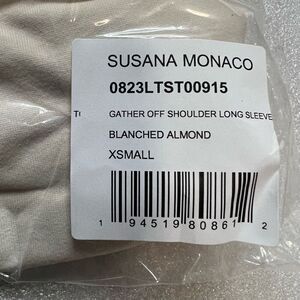 SUSANA MONACO
0823LTST00915
GATHER OFF SHOULDER LONG SLEEVE
BLANCHED ALMOND
XSMALL
1 94519 80861 2